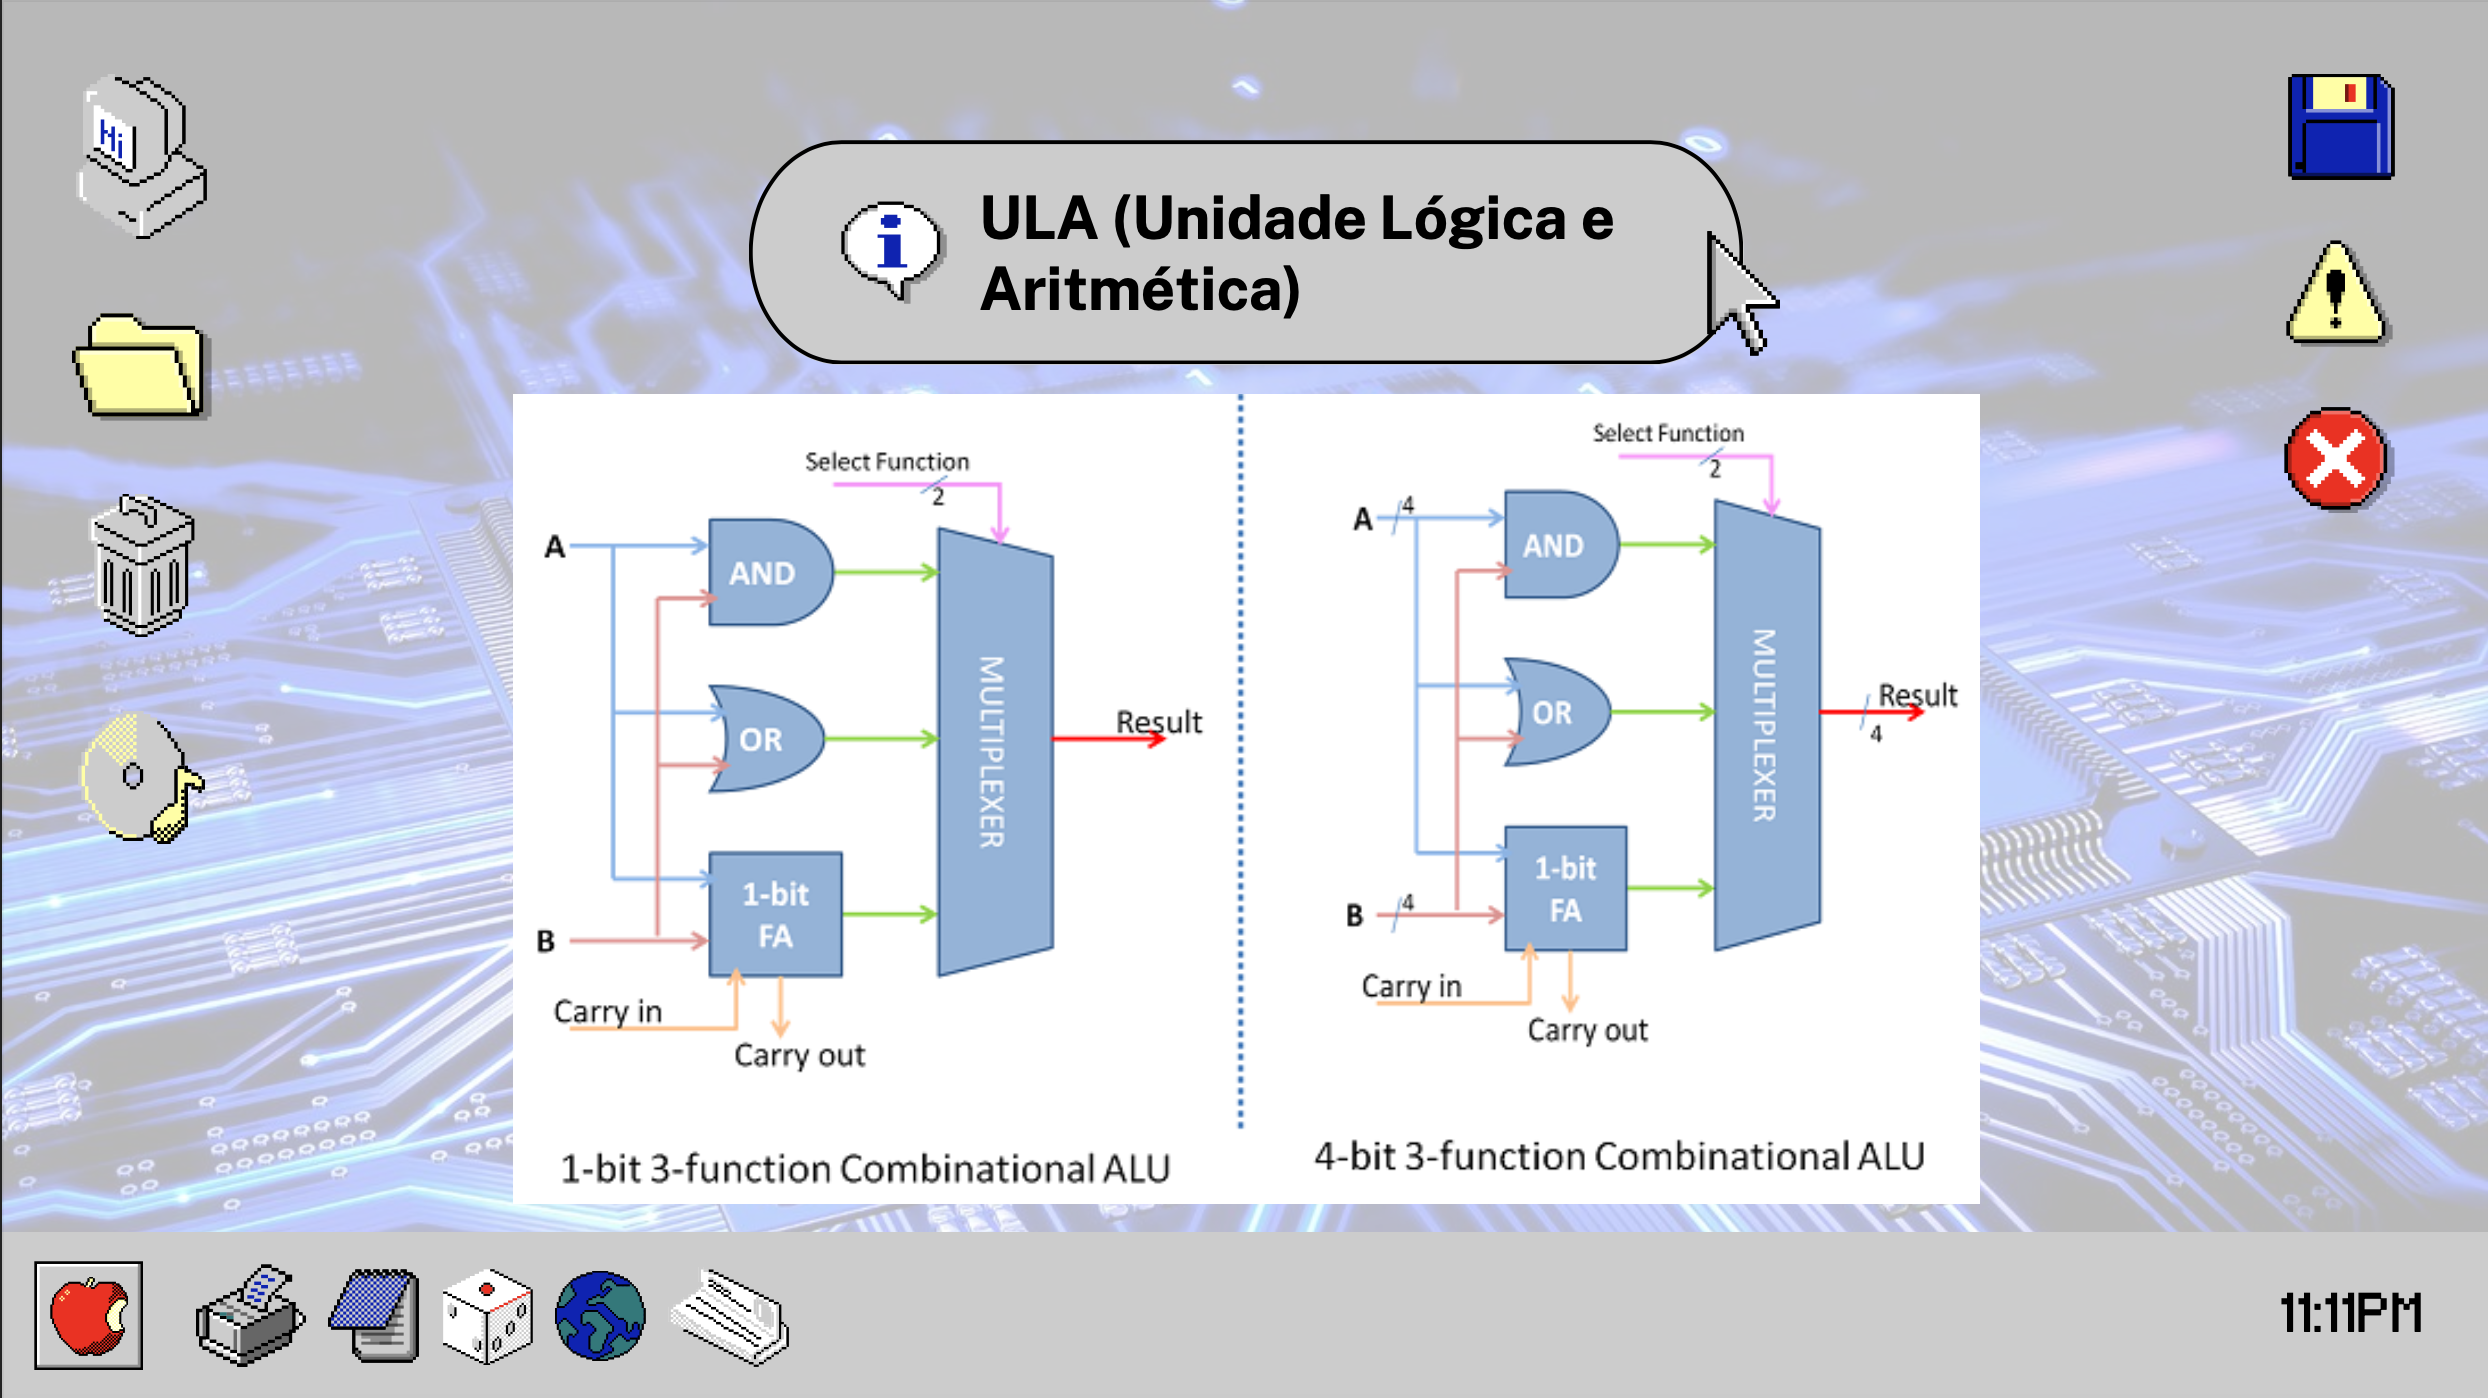 Hi
ULA (Unidade Lógica e
Aritmética)
Select Function
2
A
AND
OR
MULTIPLEXER
Result
1-bit
FA
B
Carry in
Carry out
1-bit 3-function Combinational ALU
Select Function
2
A
4
AND
OR
MULTIPLEXER
Result
4
1-bit
FA
B
4
Carry in
Carry out
4-bit 3-function Combinational ALU
11:11PM